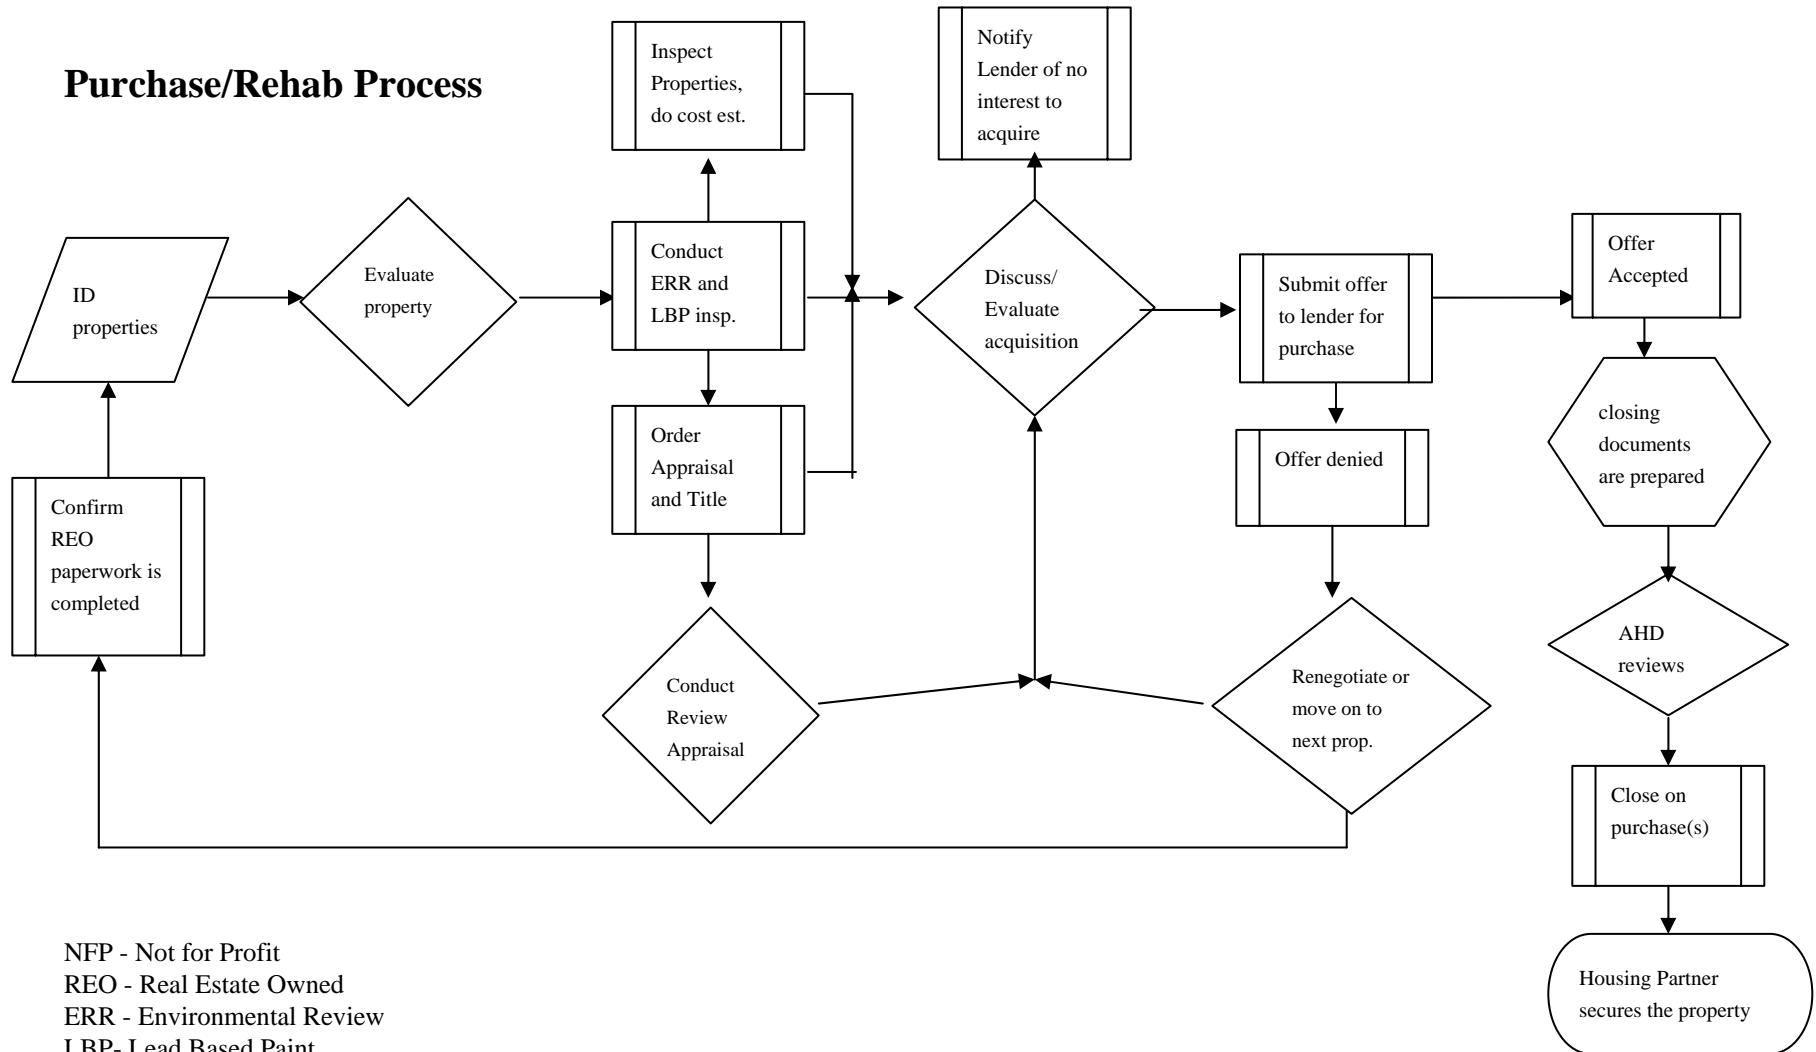 Purchase/Rehab Process
Inspect
Properties,
do cost est.
Notify
Lender of no
interest to
acquire
ID
properties
Evaluate
property
Conduct
ERR and
LBP insp.
Discuss/
Evaluate
acquisition
Submit offer
to lender for
purchase
Offer
Accepted
Confirm
REO
paperwork is
completed
Order
Appraisal
and Title
Offer denied
closing
documents
are prepared
Conduct
Review
Appraisal
Renegotiate or
move on to
next prop.
AHD
reviews
Close on
purchase(s)
Housing Partner
secures the property
NFP - Not for Profit
REO - Real Estate Owned
ERR - Environmental Review
LBP- Lead Based Paint